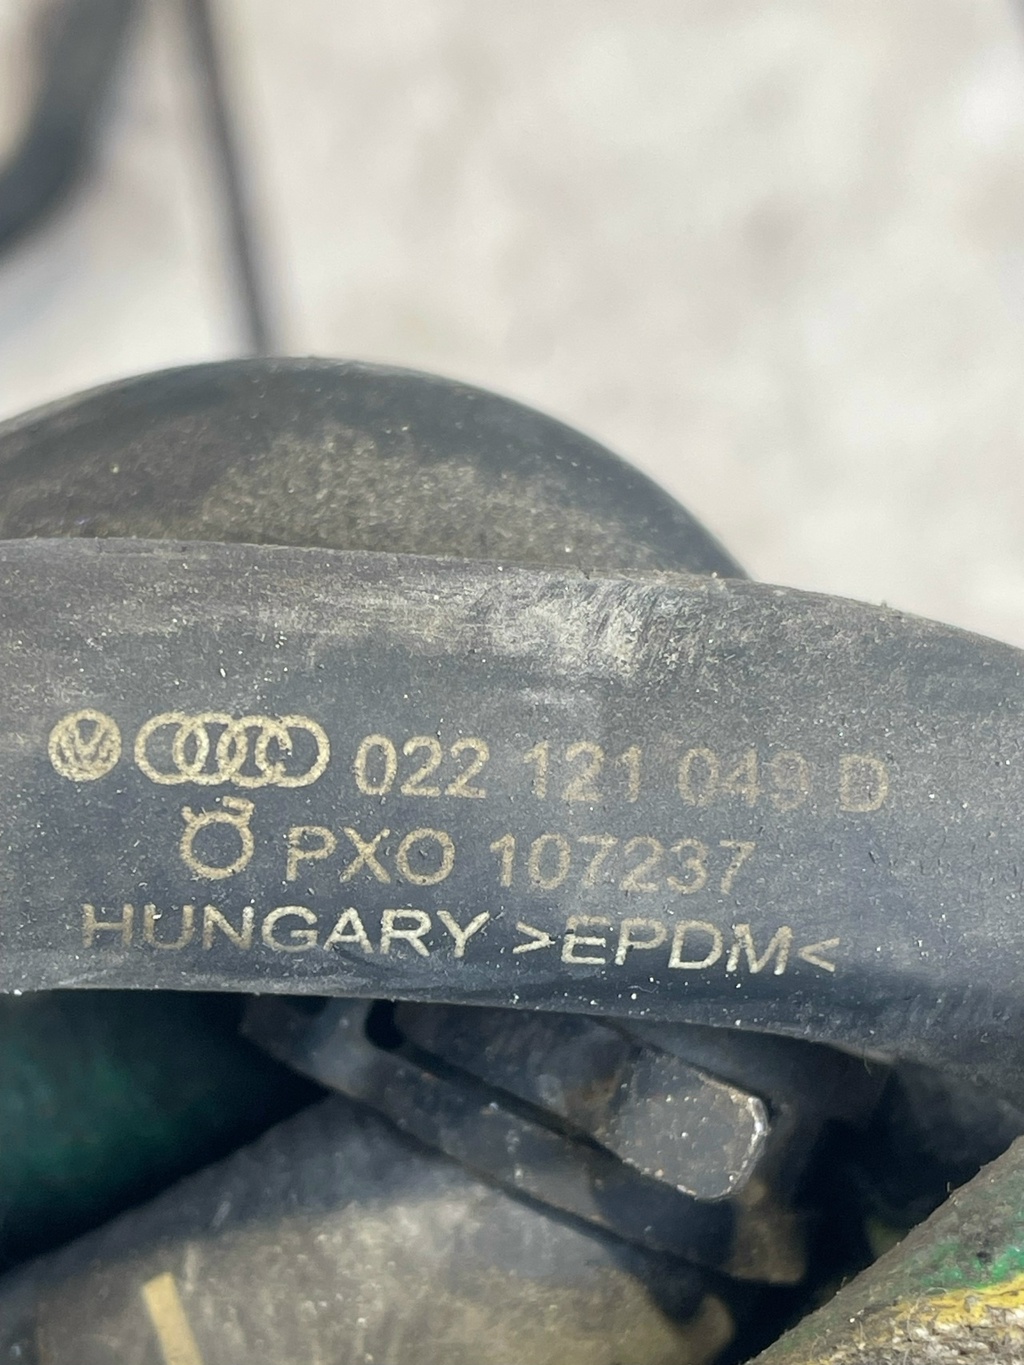 022 121 049 D
PXO 107237
HUNGARY >EPDM<